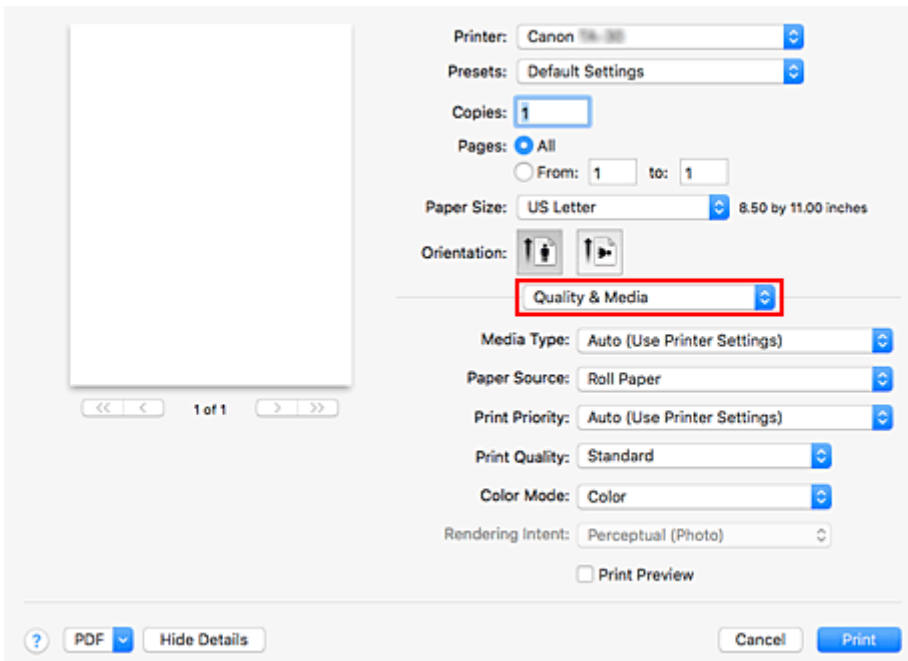 Printer: Canon
Presets: Default Settings
Copies: 1
Pages: All
From: 1 to: 1
Paper Size: US Letter 8.50 by 11.00 inches
Orientation:
Quality & Media
Media Type: Auto (Use Printer Settings)
Paper Source: Roll Paper
<< < 1 of 1 > >>
Print Priority: Auto (Use Printer Settings)
Print Quality: Standard
Color Mode: Color
Rendering Intent: Perceptual (Photo)
Print Preview
? PDF Hide Details Cancel Print